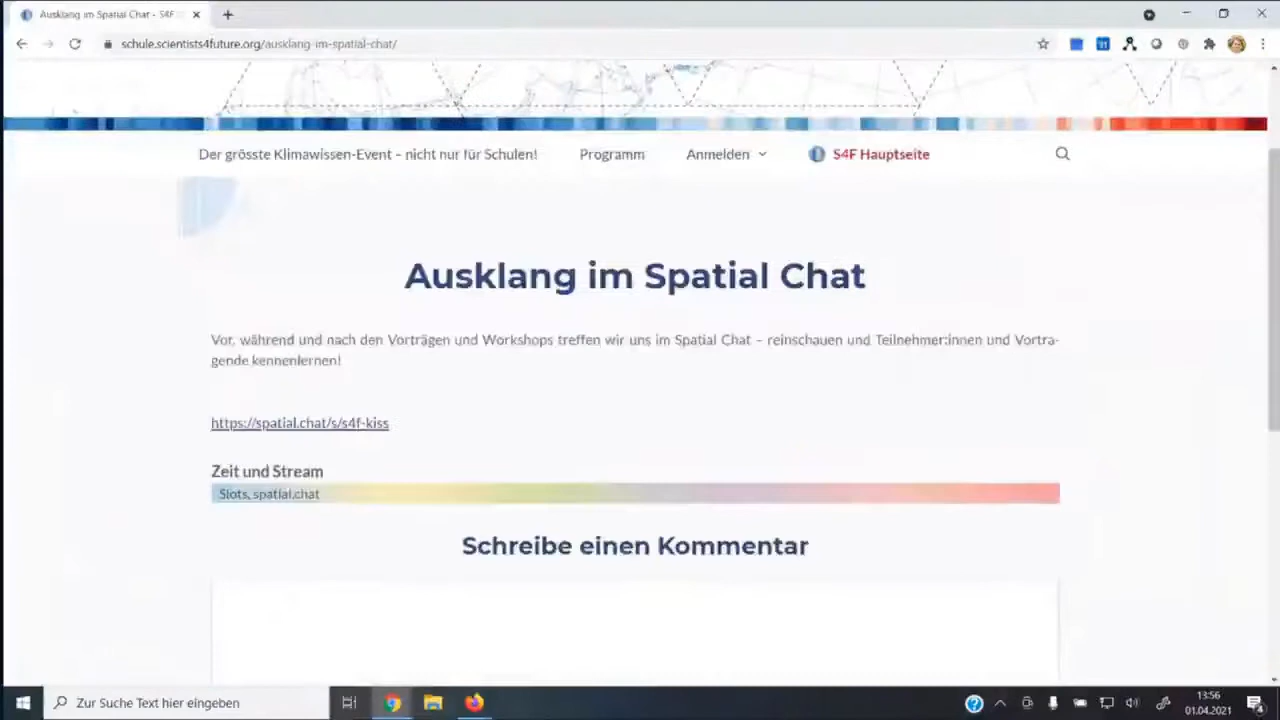 Ausklang im Spatial Chat - S4F
schule.scientists4future.org/ausklang-im-spatial-chat/
Der grösste Klimawissen-Event – nicht nur für Schulen!
Programm
Anmelden
S4F Hauptseite
Ausklang im Spatial Chat
Vor, während und nach den Vorträgen und Workshops treffen wir uns im Spatial Chat – reinschauen und Teilnehmer:innen und Vortra-
gende kennenlernen!
https://spatial.chat/s/s4f-kiss
Zeit und Stream
Slots, spatial.chat
Schreibe einen Kommentar
Zur Suche Text hier eingeben
13:56
01.04.2021